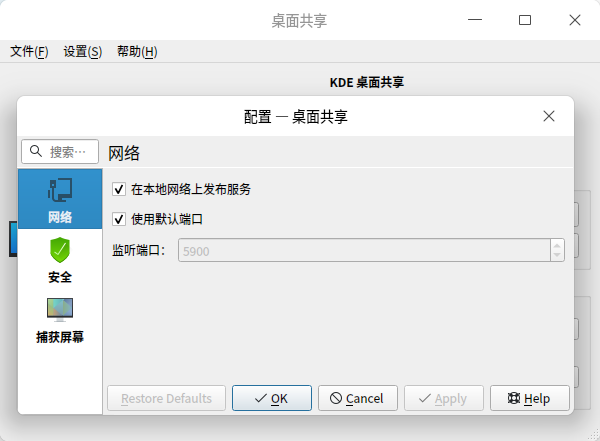 桌面共享
文件(F) 设置(S) 帮助(H)
KDE 桌面共享
配置 — 桌面共享
搜索…
网络
网络
安全
捕获屏幕
在本地网络上发布服务
使用默认端口
监听端口： 5900
Restore Defaults OK Cancel Apply Help